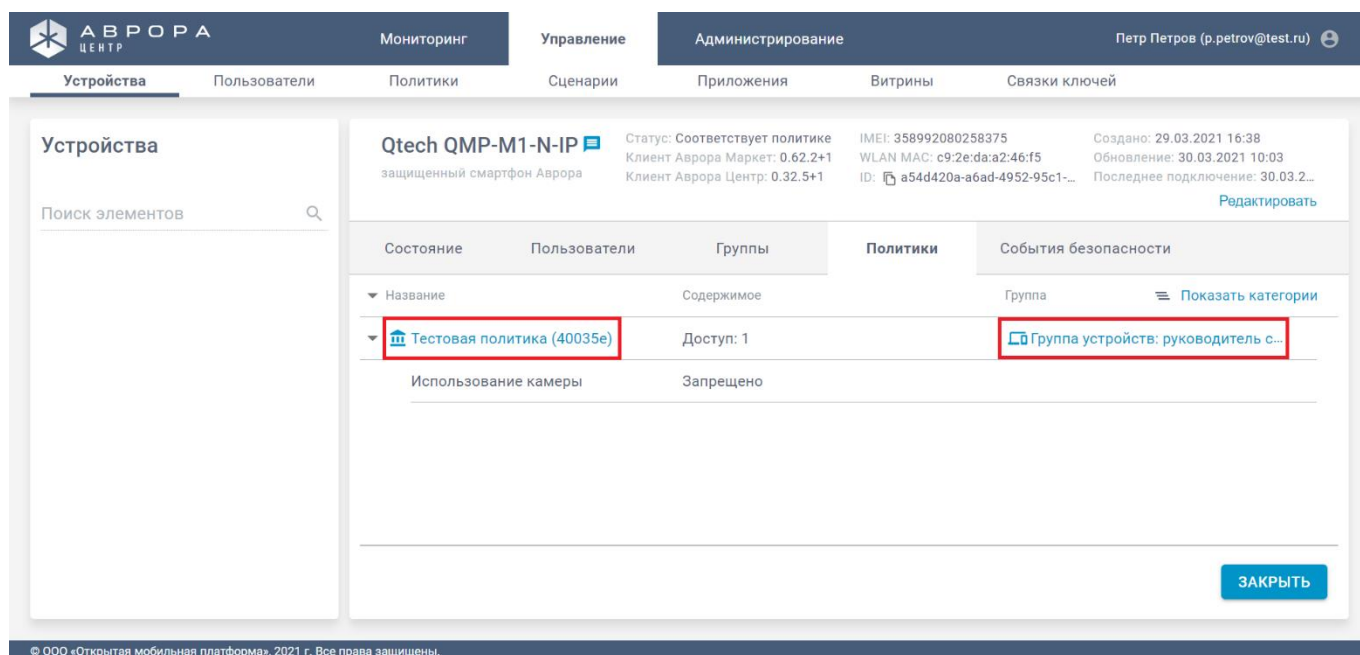 АВРОРА
ЦЕНТР
Мониторинг Управление Администрирование Петр Петров (p.petrov@test.ru)
Устройства Пользователи Политики Сценарии Приложения Витрины Связки ключей
Устройства
Поиск элементов
Qtech QMP-M1-N-IP
защищенный смартфон Аврора
Статус: Соответствует политике
Клиент Аврора Маркет: 0.62.2+1
Клиент Аврора Центр: 0.32.5+1
IMEI: 358992080258375
WLAN MAC: c9:2e:da:a2:46:f5
ID: a54d420a-a6ad-4952-95c1-...
Создано: 29.03.2021 16:38
Обновление: 30.03.2021 10:03
Последнее подключение: 30.03.2...
Редактировать
Состояние Пользователи Группы Политики События безопасности
Название Содержимое Группа Показать категории
Тестовая политика (40035e) Доступ: 1 Группа устройств: руководитель с...
Использование камеры Запрещено
ЗАКРЫТЬ
© ООО «Открытая мобильная платформа», 2021 г. Все права защищены.